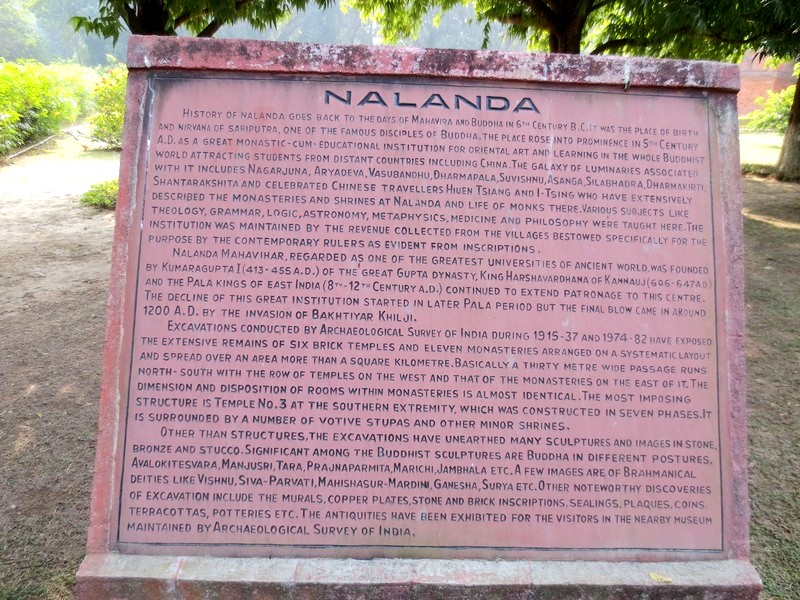 NALANDA
HISTORY OF NALANDA GOES BACK TO THE DAYS OF MAHAVIRA AND BUDDHA IN 6TH CENTURY B.C. IT WAS THE PLACE OF BIRTH
AND NIRVANA OF SARIPUTRA, ONE OF THE FAMOUS DISCIPLES OF BUDDHA. THE PLACE ROSE INTO PROMINENCE IN 5TH CENTURY
A.D. AS A GREAT MONASTIC-CUM-EDUCATIONAL INSTITUTION FOR ORIENTAL ART AND LEARNING IN THE WHOLE BUDDHIST
WORLD ATTRACTING STUDENTS FROM DISTANT COUNTRIES INCLUDING CHINA. THE GALAXY OF LUMINARIES ASSOCIATED
WITH IT INCLUDES NAGARJUNA, ARYADEVA, VASUBANDHU, DHARMAPALA, SUVISHNU, ASANGA, SILABHADRA, DHARMAKIRTI,
SHANTARAKSHITA AND CELEBRATED CHINESE TRAVELLERS HIUEN TSIANG AND I-TSING WHO HAVE EXTENSIVELY
DESCRIBED THE MONASTERIES AND SHRINES AT NALANDA AND LIFE OF MONKS THERE. VARIOUS SUBJECTS LIKE
THEOLOGY, GRAMMAR, LOGIC, ASTRONOMY, METAPHYSICS, MEDICINE AND PHILOSOPHY WERE TAUGHT HERE. THE
INSTITUTION WAS MAINTAINED BY THE REVENUE COLLECTED FROM THE VILLAGES BESTOWED SPECIFICALLY FOR THE
PURPOSE BY THE CONTEMPORARY RULERS AS EVIDENT FROM INSCRIPTIONS.
NALANDA MAHAVIHAR, REGARDED AS ONE OF THE GREATEST UNIVERSITIES OF ANCIENT WORLD, WAS FOUNDED
BY KUMARAGUPTA I (413-455 A.D.) OF THE GREAT GUPTA DYNASTY, KING HARSHAVARDHANA OF KANNAUJ (606-647 AD)
AND THE PALA KINGS OF EAST INDIA (8TH-12TH CENTURY A.D.) CONTINUED TO EXTEND PATRONAGE TO THIS CENTRE.
THE DECLINE OF THIS GREAT INSTITUTION STARTED IN LATER PALA PERIOD BUT THE FINAL BLOW CAME IN AROUND
1200 A.D. BY THE INVASION OF BAKHTIYAR KHILJI.
EXCAVATIONS CONDUCTED BY ARCHAEOLOGICAL SURVEY OF INDIA DURING 1915-37 AND 1974-82 HAVE EXPOSED
THE EXTENSIVE REMAINS OF SIX BRICK TEMPLES AND ELEVEN MONASTERIES ARRANGED ON A SYSTEMATIC LAYOUT
AND SPREAD OVER AN AREA MORE THAN A SQUARE KILOMETRE. BASICALLY A THIRTY METRE WIDE PASSAGE RUNS
NORTH-SOUTH WITH THE ROW OF TEMPLES ON THE WEST AND THAT OF THE MONASTERIES ON THE EAST OF IT. THE
DIMENSION AND DISPOSITION OF ROOMS WITHIN MONASTERIES IS ALMOST IDENTICAL. THE MOST IMPOSING
STRUCTURE IS TEMPLE NO. 3 AT THE SOUTHERN EXTREMITY, WHICH WAS CONSTRUCTED IN SEVEN PHASES. IT
IS SURROUNDED BY A NUMBER OF VOTIVE STUPAS AND OTHER MINOR SHRINES.
OTHER THAN STRUCTURES, THE EXCAVATIONS HAVE UNEARTHED MANY SCULPTURES AND IMAGES IN STONE,
BRONZE AND STUCCO. SIGNIFICANT AMONG THE BUDDHIST SCULPTURES ARE BUDDHA IN DIFFERENT POSTURES,
AVALOKITESVARA, MANJUSRI, TARA, PRAJNAPARMITA, MARICHI, JAMBHALA ETC. A FEW IMAGES ARE OF BRAHMANICAL
DEITIES LIKE VISHNU, SIVA-PARVATI, MAHISHASUR-MARDINI, GANESHA, SURYA ETC. OTHER NOTEWORTHY DISCOVERIES
OF EXCAVATION INCLUDE THE MURALS, COPPER PLATES, STONE AND BRICK INSCRIPTIONS, SEALINGS, PLAQUES, COINS,
TERRACOTTAS, POTTERIES ETC. THE ANTIQUITIES HAVE BEEN EXHIBITED FOR THE VISITORS IN THE NEARBY MUSEUM
MAINTAINED BY ARCHAEOLOGICAL SURVEY OF INDIA.